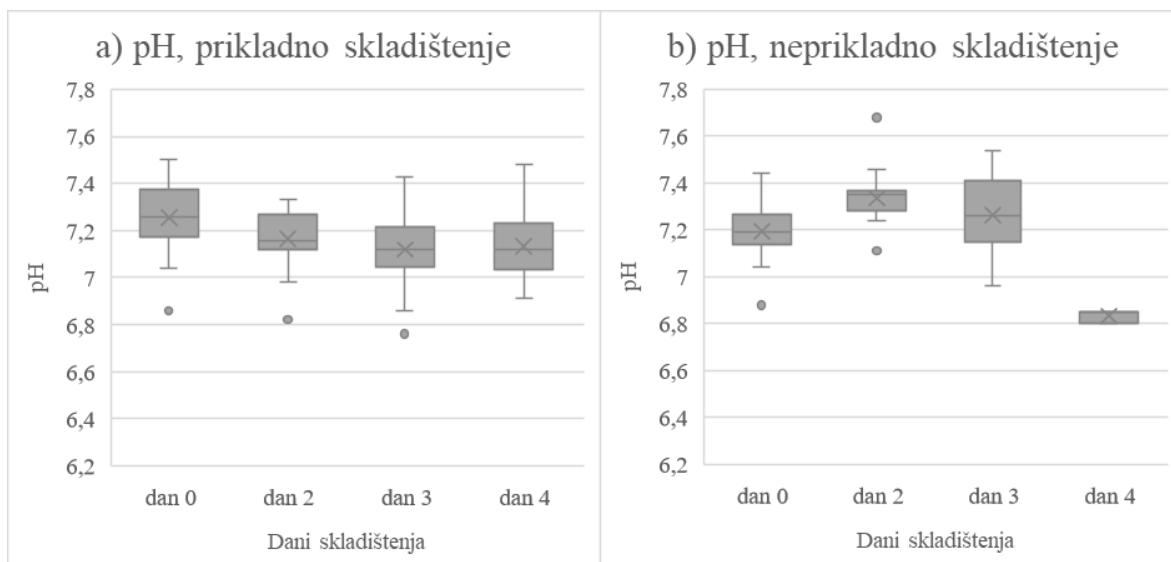 a) pH, prikladno skladištenje
7,8
7,6
7,4
7,2
7
6,8
6,6
6,4
6,2
pH
dan 0 dan 2 dan 3 dan 4
Dani skladištenja
b) pH, neprikladno skladištenje
7,8
7,6
7,4
7,2
7
6,8
6,6
6,4
6,2
pH
dan 0 dan 2 dan 3 dan 4
Dani skladištenja